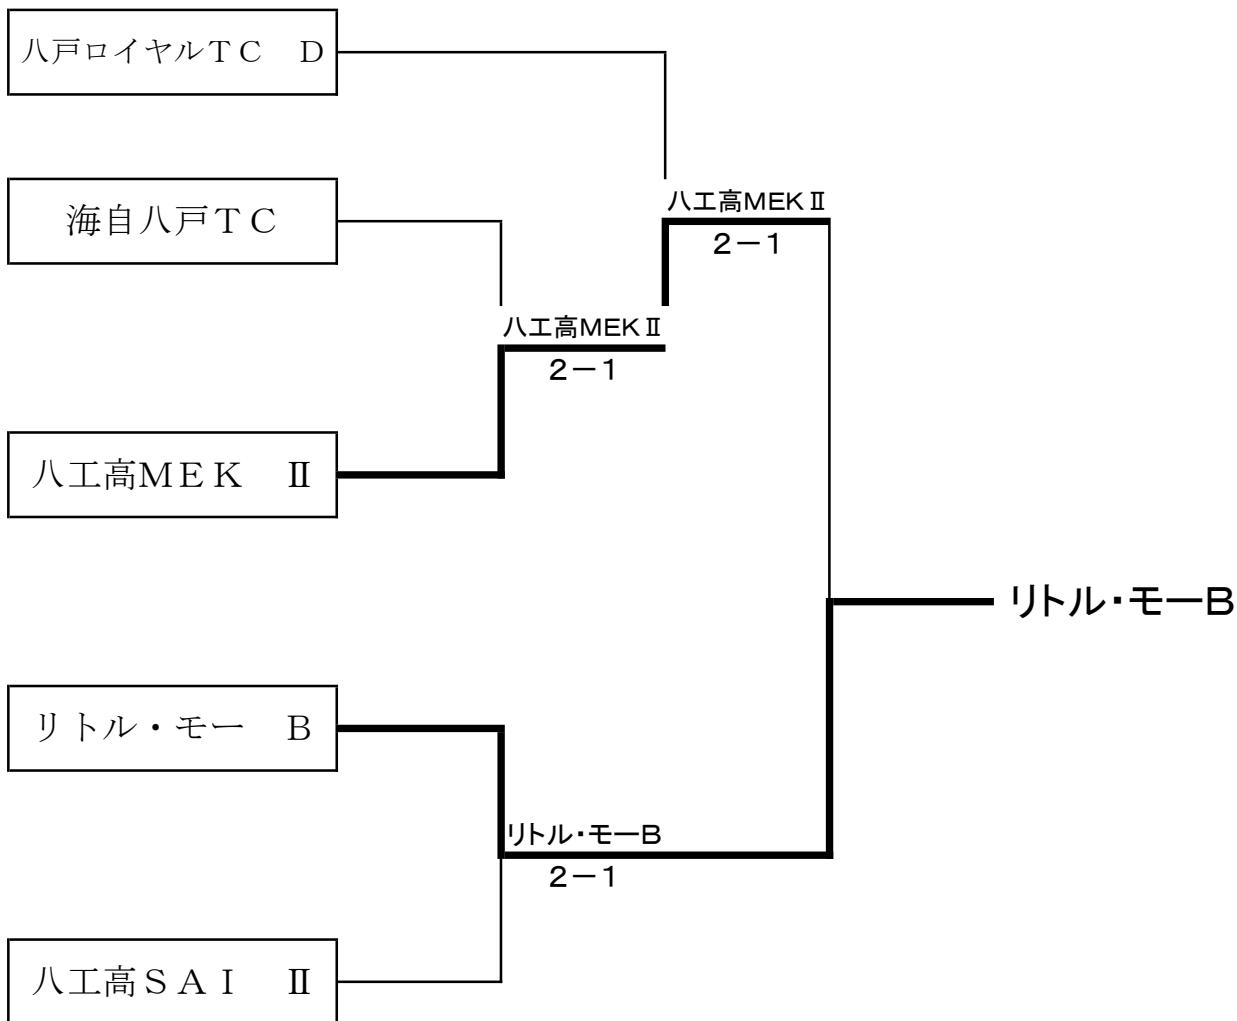 八戸ロイヤルＴＣ　Ｄ
海自八戸ＴＣ
八工高MEKⅡ
２－１
八工高MEKⅡ
２－１
八工高ＭＥＫ　Ⅱ
リトル・モーＢ
リトル・モー　Ｂ
リトル・モーＢ
２－１
八工高ＳＡＩ　Ⅱ